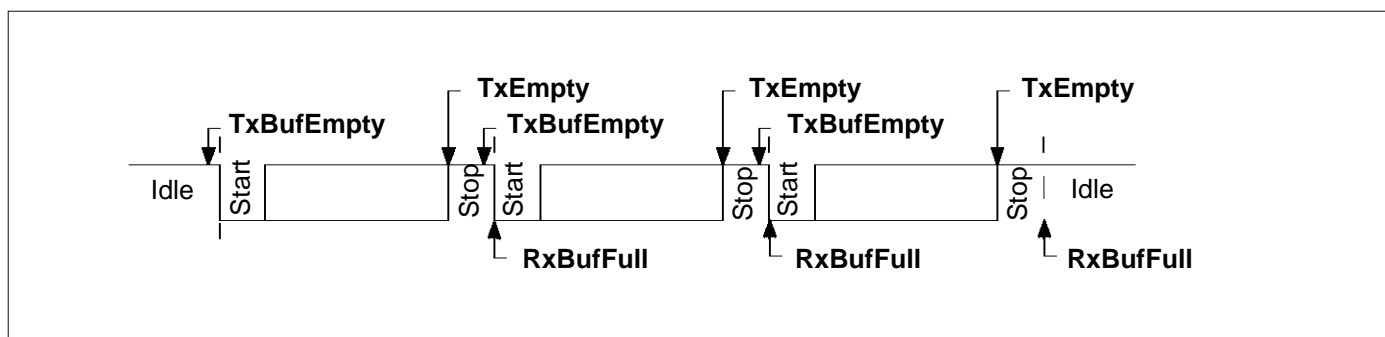 TxEmpty TxEmpty TxEmpty
TxBufEmpty TxBufEmpty TxBufEmpty
Idle Start Stop Start Stop Start Stop Idle
RxBufFull RxBufFull RxBufFull